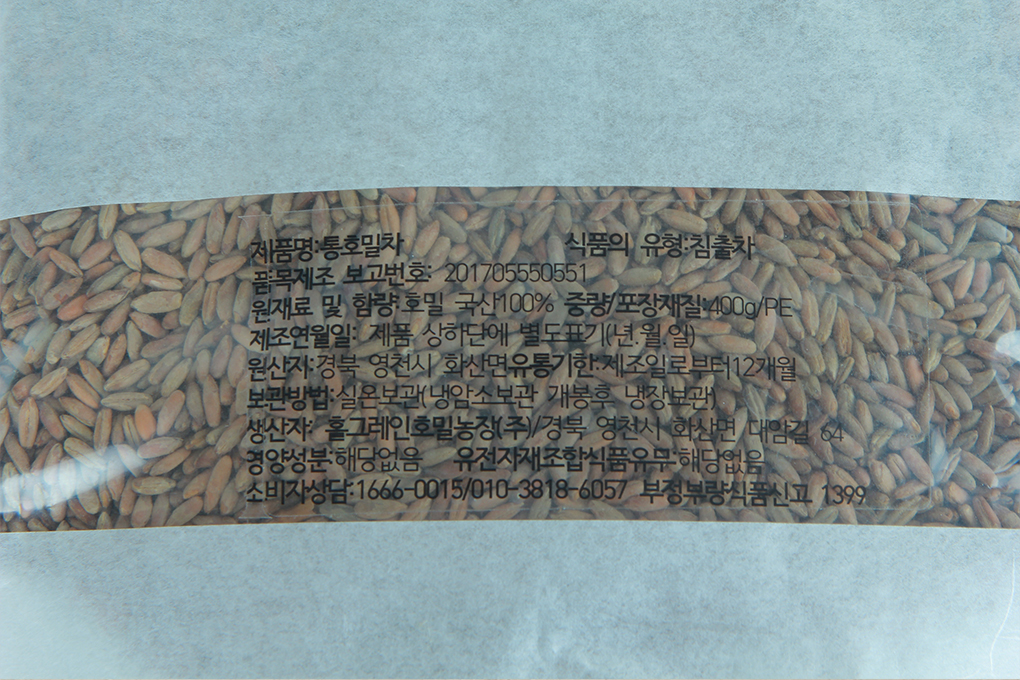 제품명:통호밀차 식품의 유형:침출차
품목제조 보고번호: 201705550551
원재료 및 함량:호밀 국산100% 중량/포장재질:400g/PE
제조연월일: 제품 상하단에 별도표기(년.월.일)
원산지:경북 영천시 화산면유통기한:제조일로부터12개월
보관방법:실온보관(냉암소보관 개봉후 냉장보관)
생산자: 홀그레인호밀농장(주)/경북 영천시 화산면 대암길 64
영양성분:해당없음 유전자재조합식품유무:해당없음
소비자상담:1666-0015/010-3818-6057 부정불량식품신고 1399